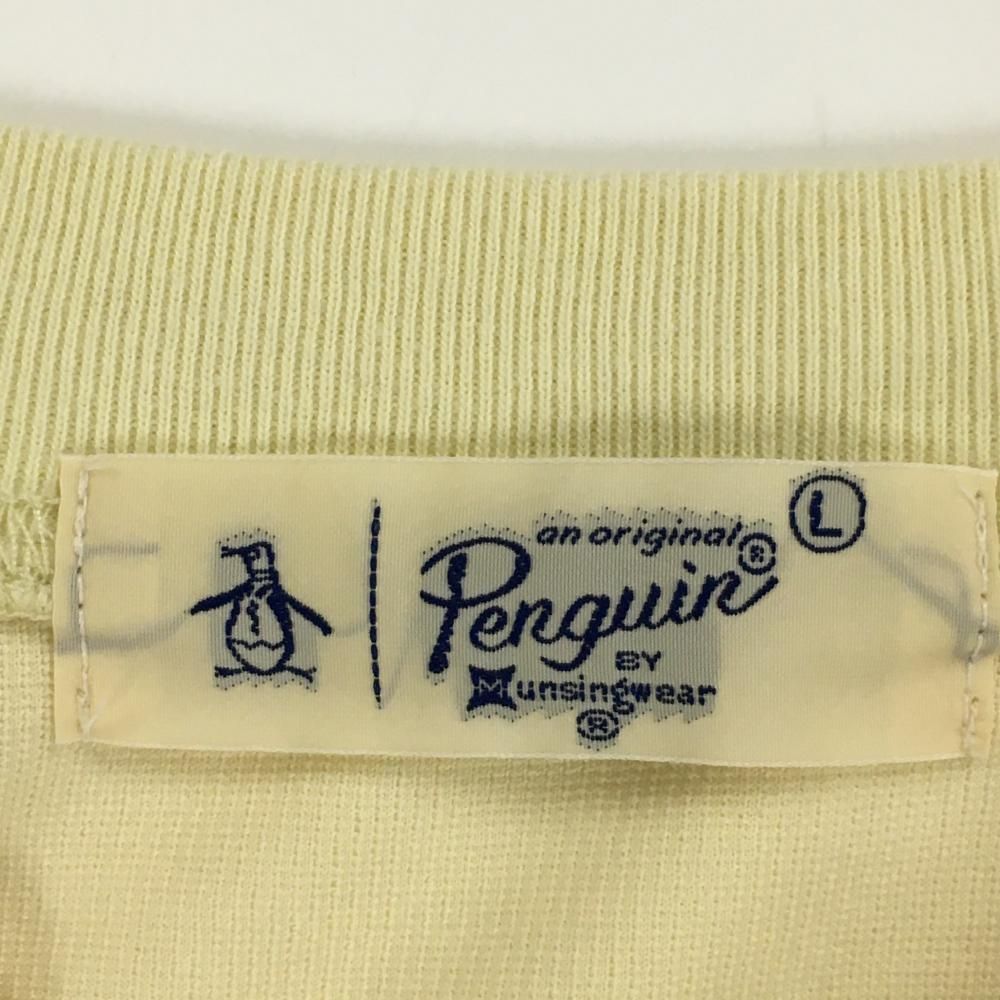 an original®
L
Penguin
BY
Munsingwear
®